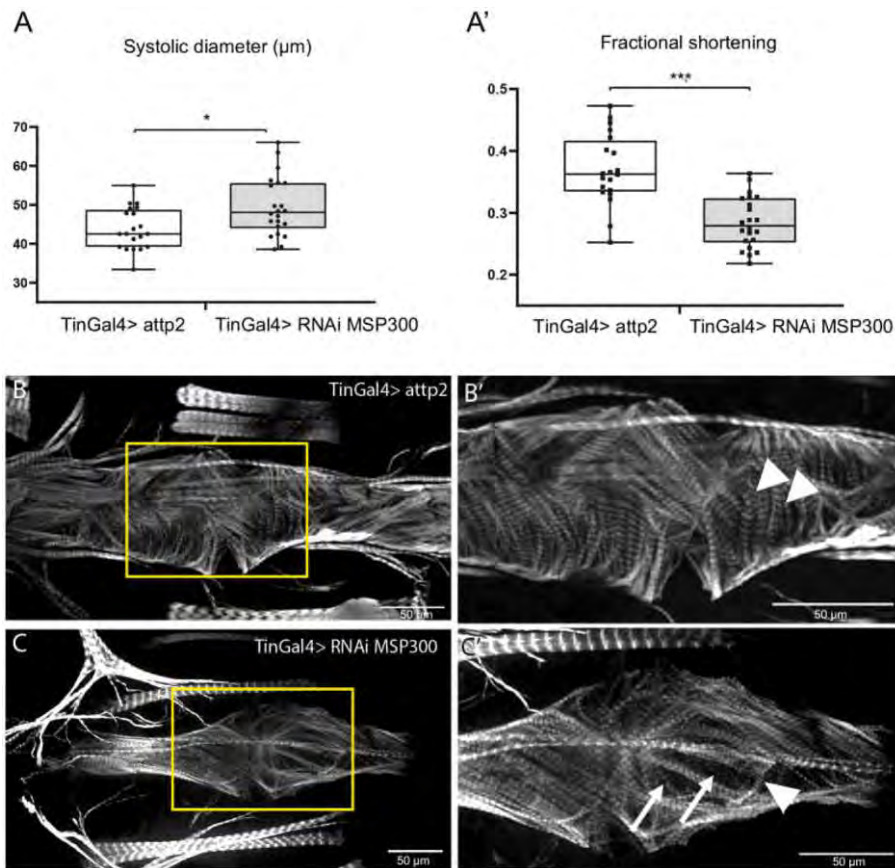 A
Systolic diameter (µm)
*
70
60
50
40
30
TinGal4> attp2
TinGal4> RNAi MSP300
A'
Fractional shortening
***
0.5
0.4
0.3
0.2
TinGal4> attp2
TinGal4> RNAi MSP300
B
TinGal4> attp2
50 µm
B'
50 µm
C
TinGal4> RNAi MSP300
50 µm
C'
50 µm